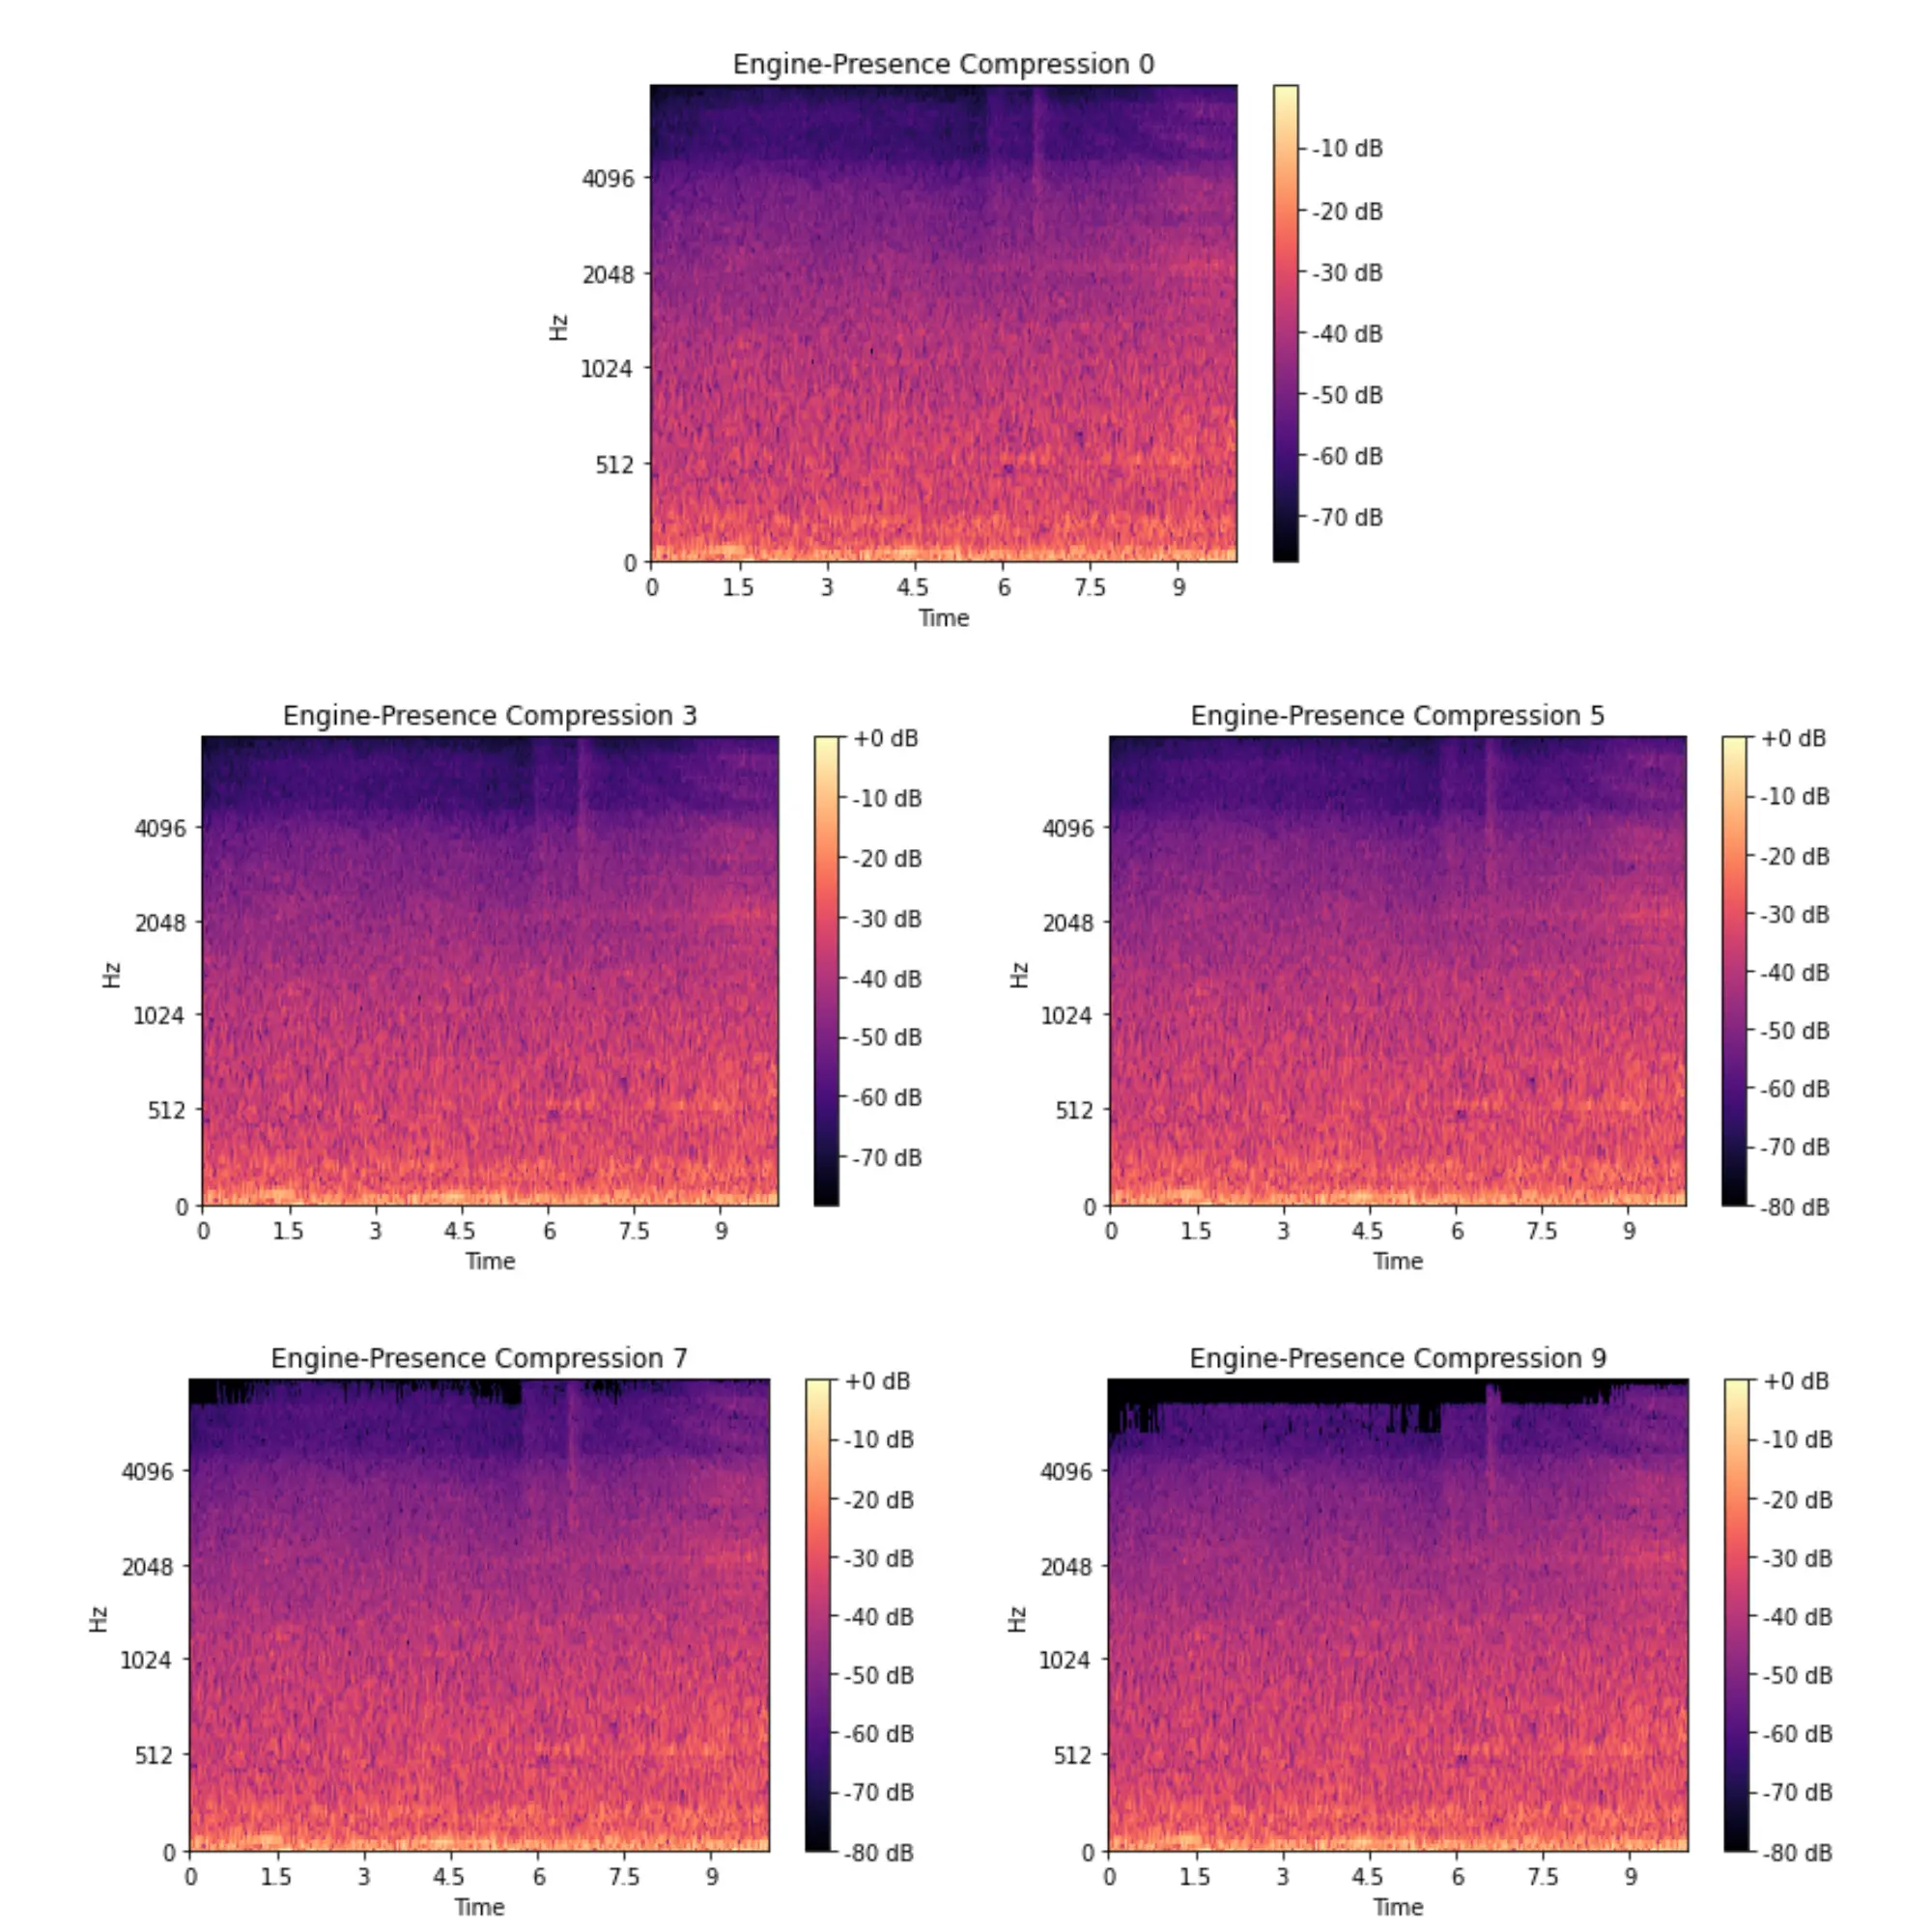 Engine-Presence Compression 0
-10 dB
4096
-20 dB
2048
-30 dB
Hz
-40 dB
1024
-50 dB
512
-60 dB
-70 dB
0
0 1.5 3 4.5 6 7.5 9
Time
Engine-Presence Compression 3
+0 dB
-10 dB
4096
-20 dB
2048
-30 dB
Hz
-40 dB
1024
-50 dB
512
-60 dB
-70 dB
0
0 1.5 3 4.5 6 7.5 9
Time
Engine-Presence Compression 5
+0 dB
-10 dB
4096
-20 dB
2048
-30 dB
Hz
-40 dB
1024
-50 dB
512
-60 dB
-70 dB
0
-80 dB
0 1.5 3 4.5 6 7.5 9
Time
Engine-Presence Compression 7
+0 dB
-10 dB
4096
-20 dB
2048
-30 dB
Hz
-40 dB
1024
-50 dB
512
-60 dB
-70 dB
0
-80 dB
0 1.5 3 4.5 6 7.5 9
Time
Engine-Presence Compression 9
+0 dB
-10 dB
4096
-20 dB
2048
-30 dB
Hz
-40 dB
1024
-50 dB
512
-60 dB
-70 dB
0
-80 dB
0 1.5 3 4.5 6 7.5 9
Time